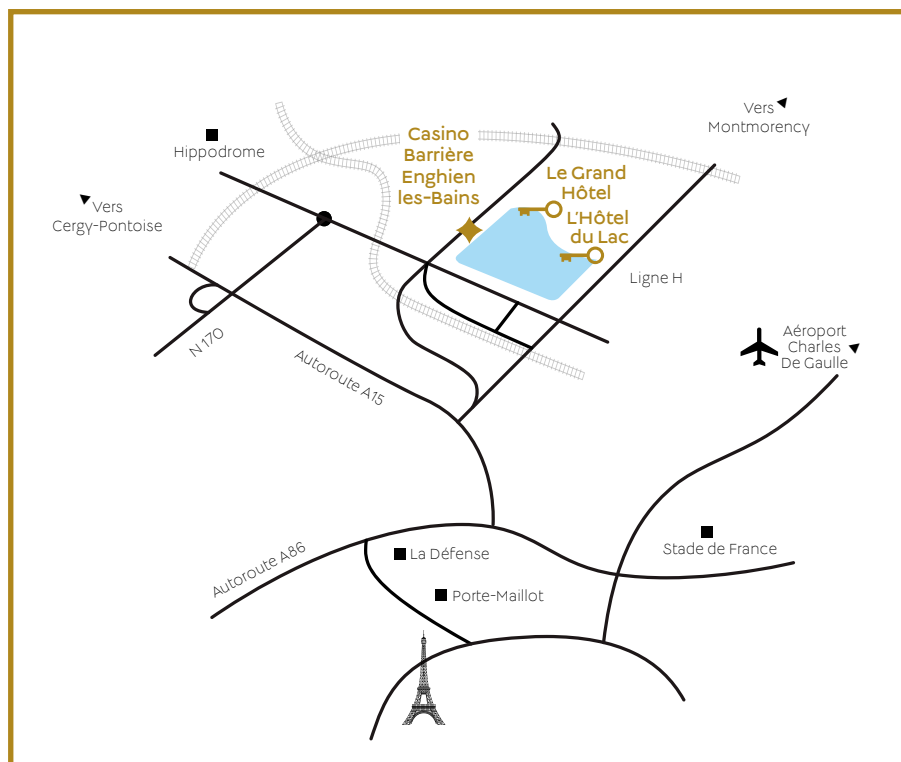 Vers
Montmorency
Casino
Barrière
Enghien
les-Bains
Hippodrome
Le Grand
Hôtel
L'Hôtel
du Lac
Vers
Cergy-Pontoise
Ligne H
N 170
Autoroute A15
Aéroport
Charles
De Gaulle
Stade de France
La Défense
Autoroute A86
Porte-Maillot